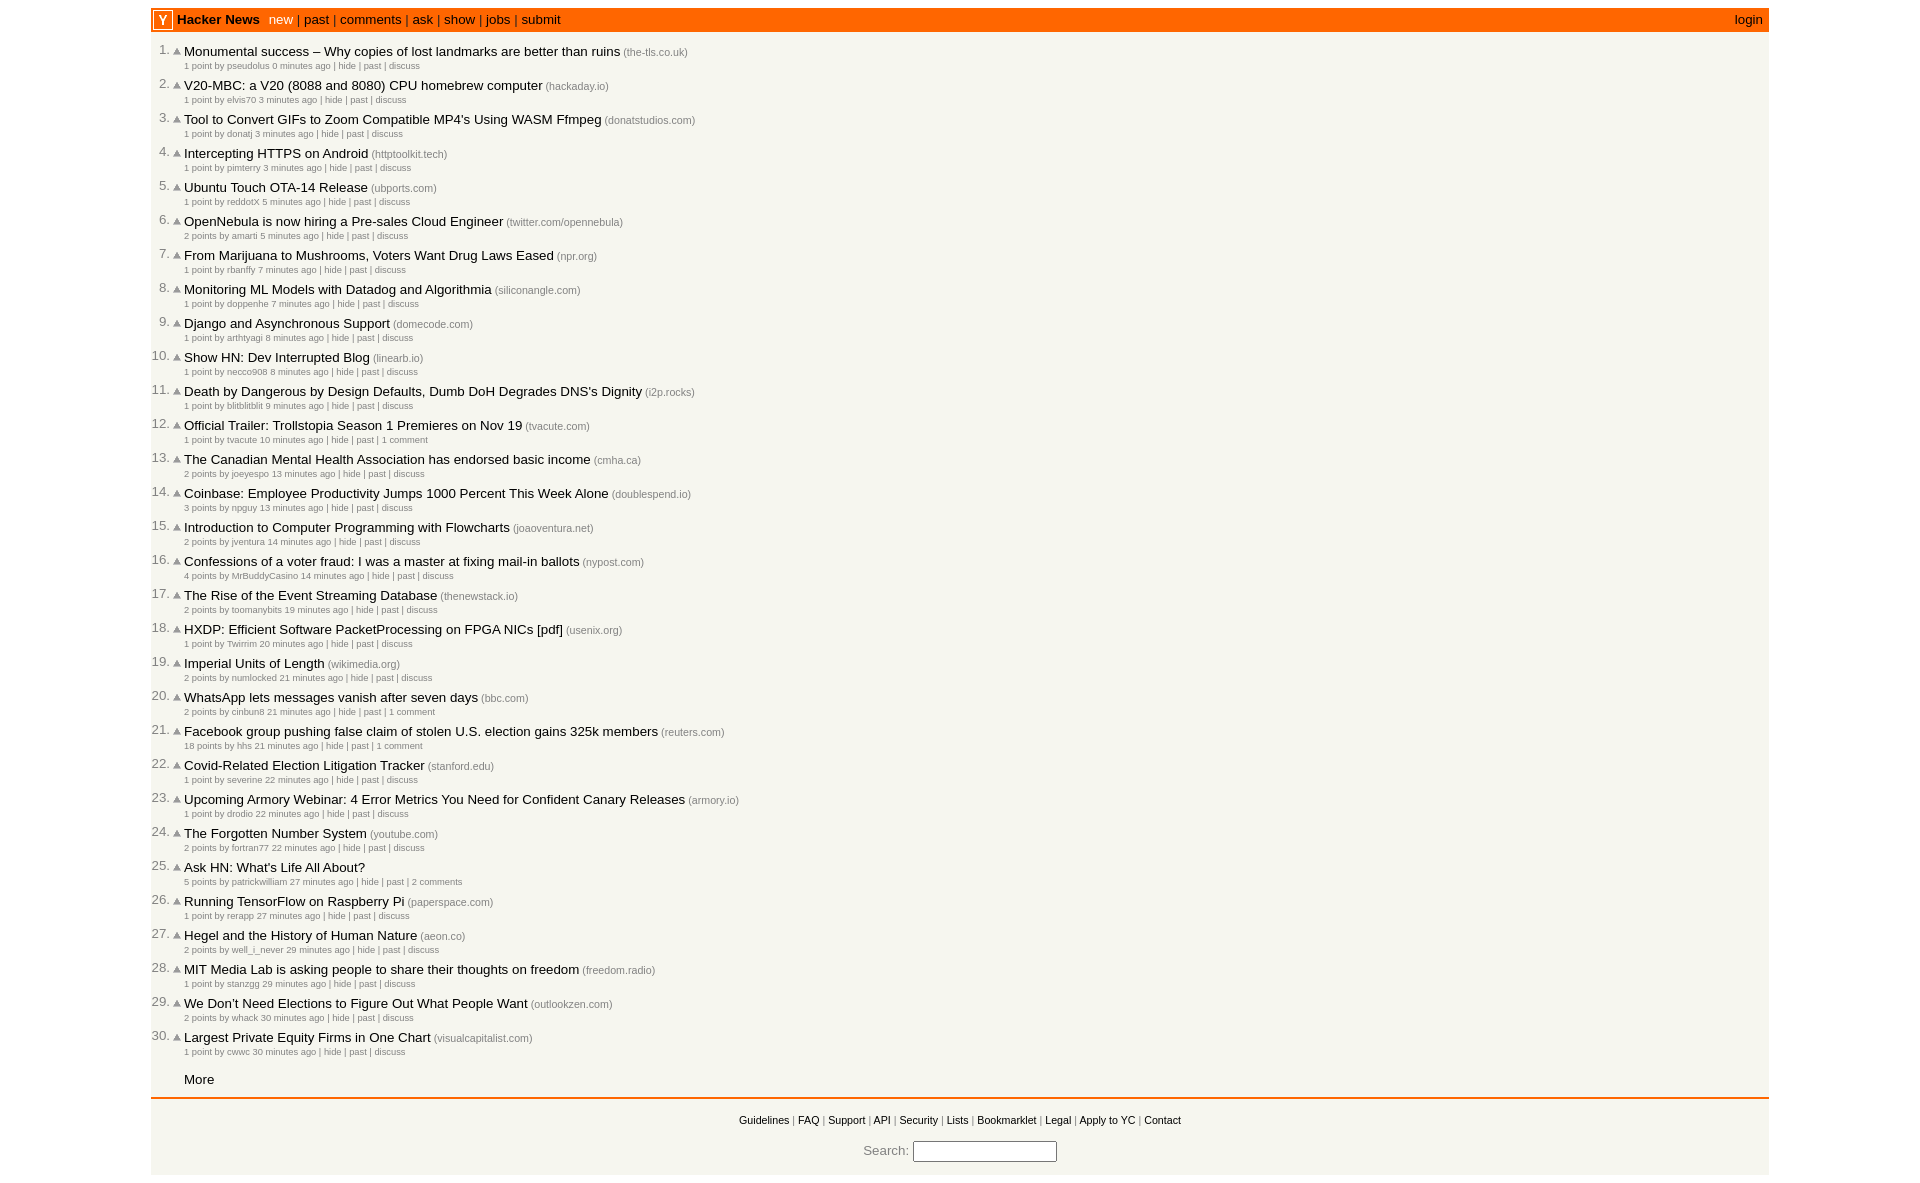 Y Hacker News new | past | comments | ask | show | jobs | submit login
1. Monumental success – Why copies of lost landmarks are better than ruins (the-tls.co.uk)
1 point by pseudolus 0 minutes ago | hide | past | discuss
2. V20-MBC: a V20 (8088 and 8080) CPU homebrew computer (hackaday.io)
1 point by elvis70 3 minutes ago | hide | past | discuss
3. Tool to Convert GIFs to Zoom Compatible MP4's Using WASM Ffmpeg (donatstudios.com)
1 point by donatj 3 minutes ago | hide | past | discuss
4. Intercepting HTTPS on Android (httptoolkit.tech)
1 point by pimterry 3 minutes ago | hide | past | discuss
5. Ubuntu Touch OTA-14 Release (ubports.com)
1 point by reddotX 5 minutes ago | hide | past | discuss
6. OpenNebula is now hiring a Pre-sales Cloud Engineer (twitter.com/opennebula)
2 points by amarti 5 minutes ago | hide | past | discuss
7. From Marijuana to Mushrooms, Voters Want Drug Laws Eased (npr.org)
1 point by rbanffy 7 minutes ago | hide | past | discuss
8. Monitoring ML Models with Datadog and Algorithmia (siliconangle.com)
1 point by doppenhe 7 minutes ago | hide | past | discuss
9. Django and Asynchronous Support (domecode.com)
1 point by arthtyagi 8 minutes ago | hide | past | discuss
10. Show HN: Dev Interrupted Blog (linearb.io)
1 point by necco908 8 minutes ago | hide | past | discuss
11. Death by Dangerous by Design Defaults, Dumb DoH Degrades DNS's Dignity (i2p.rocks)
1 point by blitblitblit 9 minutes ago | hide | past | discuss
12. Official Trailer: Trollstopia Season 1 Premieres on Nov 19 (tvacute.com)
1 point by tvacute 10 minutes ago | hide | past | 1 comment
13. The Canadian Mental Health Association has endorsed basic income (cmha.ca)
2 points by joeyespo 13 minutes ago | hide | past | discuss
14. Coinbase: Employee Productivity Jumps 1000 Percent This Week Alone (doublespend.io)
3 points by npguy 13 minutes ago | hide | past | discuss
15. Introduction to Computer Programming with Flowcharts (joaoventura.net)
2 points by jventura 14 minutes ago | hide | past | discuss
16. Confessions of a voter fraud: I was a master at fixing mail-in ballots (nypost.com)
4 points by MrBuddyCasino 14 minutes ago | hide | past | discuss
17. The Rise of the Event Streaming Database (thenewstack.io)
2 points by toomanybits 19 minutes ago | hide | past | discuss
18. HXDP: Efficient Software PacketProcessing on FPGA NICs [pdf] (usenix.org)
1 point by Twirrim 20 minutes ago | hide | past | discuss
19. Imperial Units of Length (wikimedia.org)
2 points by numlocked 21 minutes ago | hide | past | discuss
20. WhatsApp lets messages vanish after seven days (bbc.com)
2 points by cinbun8 21 minutes ago | hide | past | 1 comment
21. Facebook group pushing false claim of stolen U.S. election gains 325k members (reuters.com)
18 points by hhs 21 minutes ago | hide | past | 1 comment
22. Covid-Related Election Litigation Tracker (stanford.edu)
1 point by severine 22 minutes ago | hide | past | discuss
23. Upcoming Armory Webinar: 4 Error Metrics You Need for Confident Canary Releases (armory.io)
1 point by drodio 22 minutes ago | hide | past | discuss
24. The Forgotten Number System (youtube.com)
2 points by fortran77 22 minutes ago | hide | past | discuss
25. Ask HN: What's Life All About?
5 points by patrickwilliam 27 minutes ago | hide | past | 2 comments
26. Running TensorFlow on Raspberry Pi (paperspace.com)
1 point by rerapp 27 minutes ago | hide | past | discuss
27. Hegel and the History of Human Nature (aeon.co)
2 points by well_i_never 29 minutes ago | hide | past | discuss
28. MIT Media Lab is asking people to share their thoughts on freedom (freedom.radio)
1 point by stanzgg 29 minutes ago | hide | past | discuss
29. We Don’t Need Elections to Figure Out What People Want (outlookzen.com)
2 points by whack 30 minutes ago | hide | past | discuss
30. Largest Private Equity Firms in One Chart (visualcapitalist.com)
1 point by cwwc 30 minutes ago | hide | past | discuss
More
Guidelines | FAQ | Support | API | Security | Lists | Bookmarklet | Legal | Apply to YC | Contact
Search: